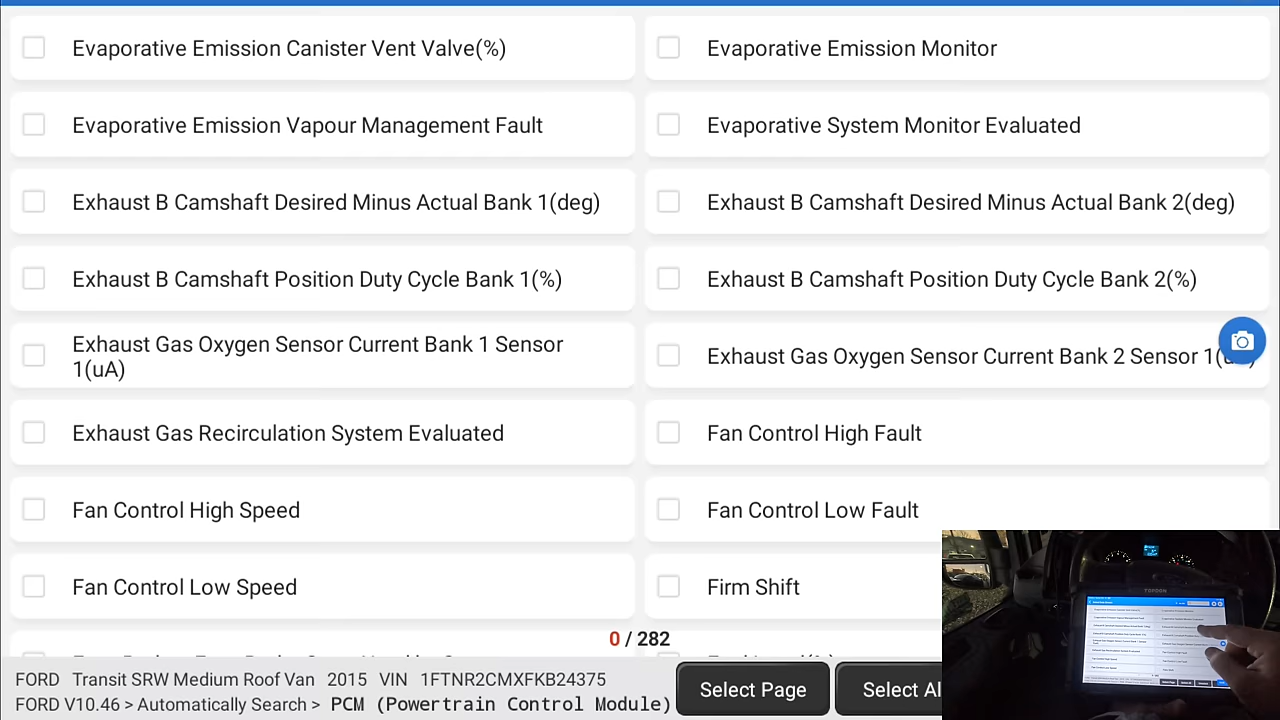 Evaporative Emission Canister Vent Valve(%)
Evaporative Emission Monitor
Evaporative Emission Vapour Management Fault
Evaporative System Monitor Evaluated
Exhaust B Camshaft Desired Minus Actual Bank 1(deg)
Exhaust B Camshaft Desired Minus Actual Bank 2(deg)
Exhaust B Camshaft Position Duty Cycle Bank 1(%)
Exhaust B Camshaft Position Duty Cycle Bank 2(%)
Exhaust Gas Oxygen Sensor Current Bank 1 Sensor
1(uA)
Exhaust Gas Oxygen Sensor Current Bank 2 Sensor
Exhaust Gas Recirculation System Evaluated
Fan Control High Fault
Fan Control High Speed
Fan Control Low Fault
Fan Control Low Speed
Firm Shift
0 / 282
FORD Transit SRW Medium Roof Van 2015 VIN 1FTNR2CMXFKB24375
FORD V10.46 > Automatically Search > PCM (Powertrain Control Module)
Select Page
Select Al
TOPDON